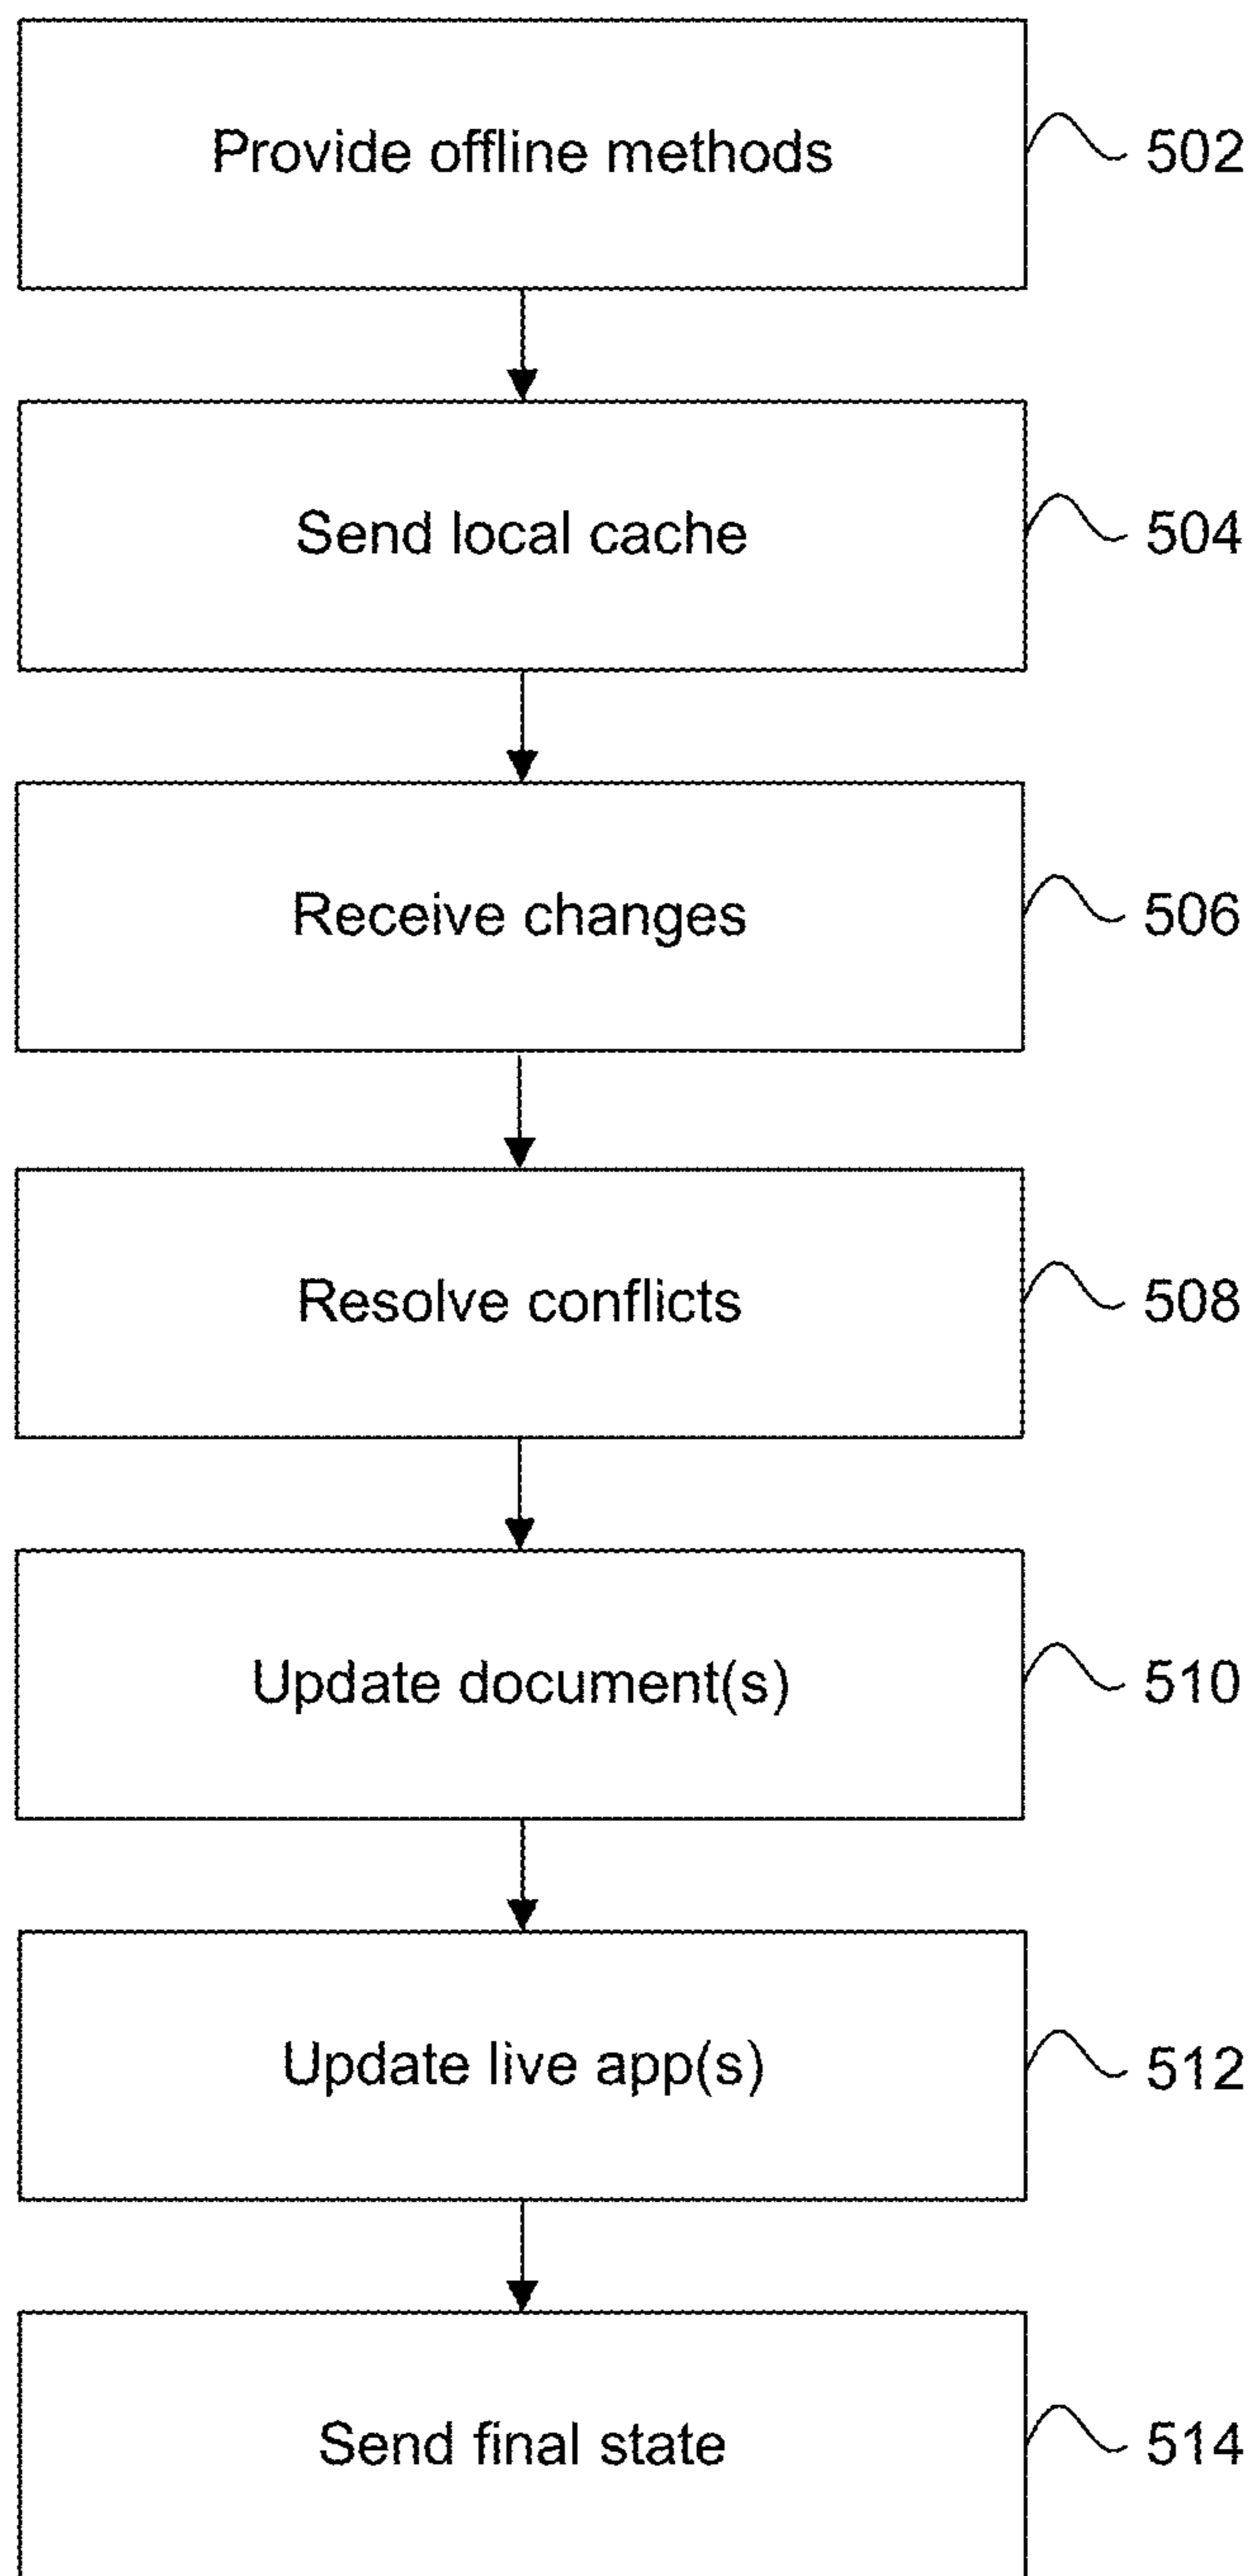 Provide offline methods 502
Send local cache 504
Receive changes 506
Resolve conflicts 508
Update document(s) 510
Update live app(s) 512
Send final state 514